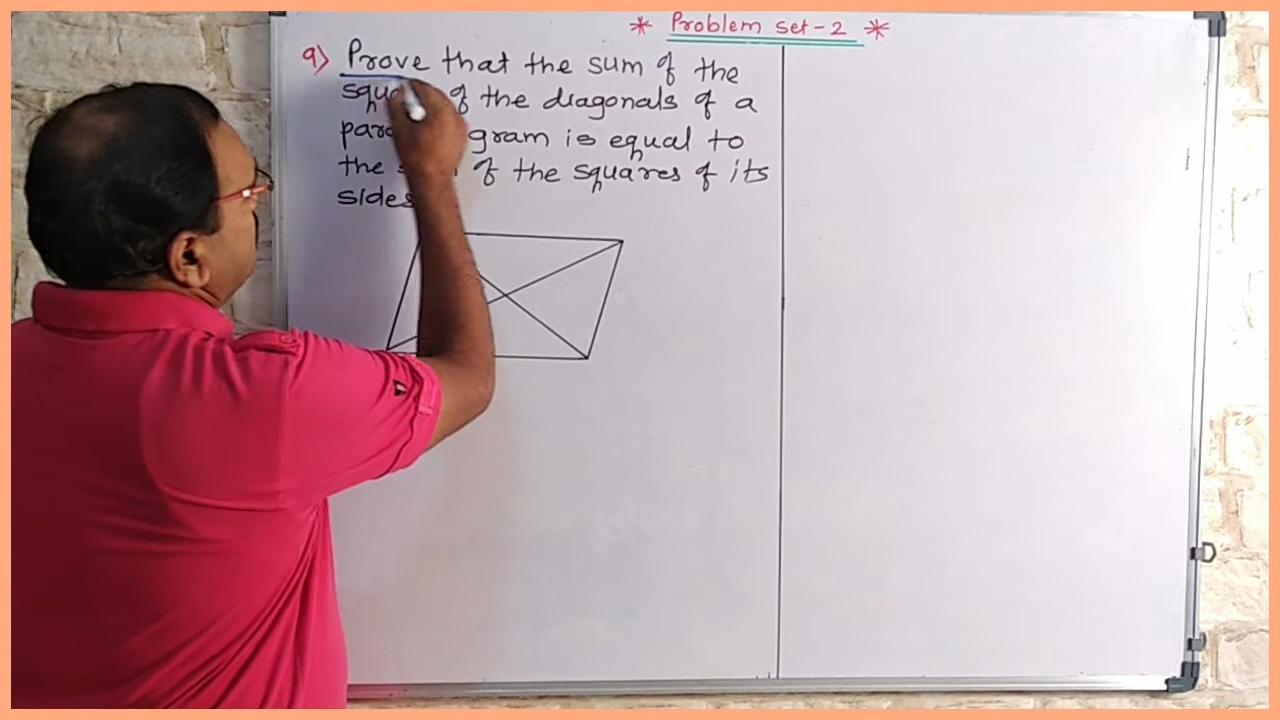 * Problem set-2 *
9) Prove that the sum of the
of the diagonals of a
is equal to
the of the squares of its
sides